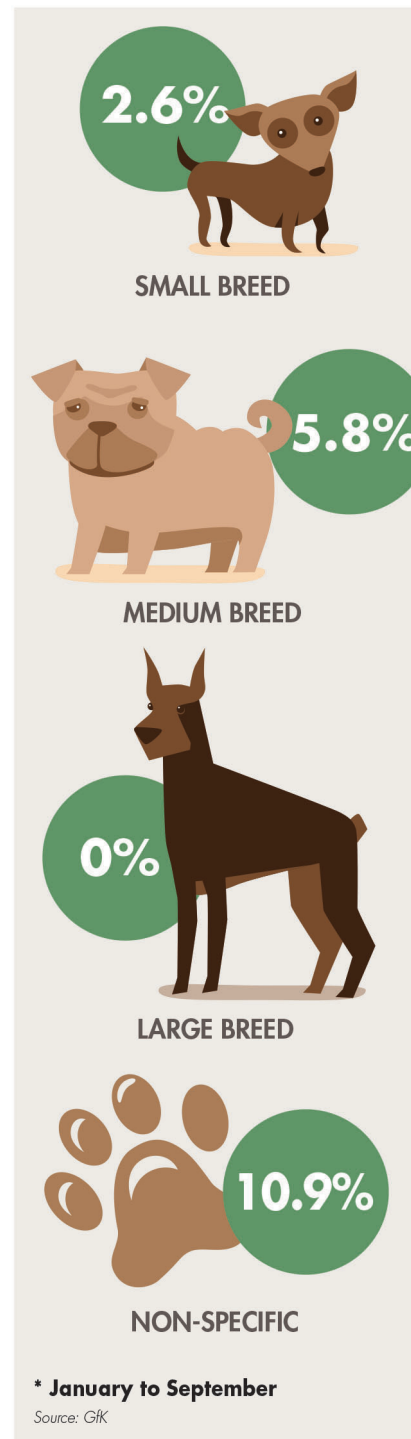 2.6%
SMALL BREED
5.8%
MEDIUM BREED
0%
LARGE BREED
10.9%
NON-SPECIFIC
* January to September
Source: GfK